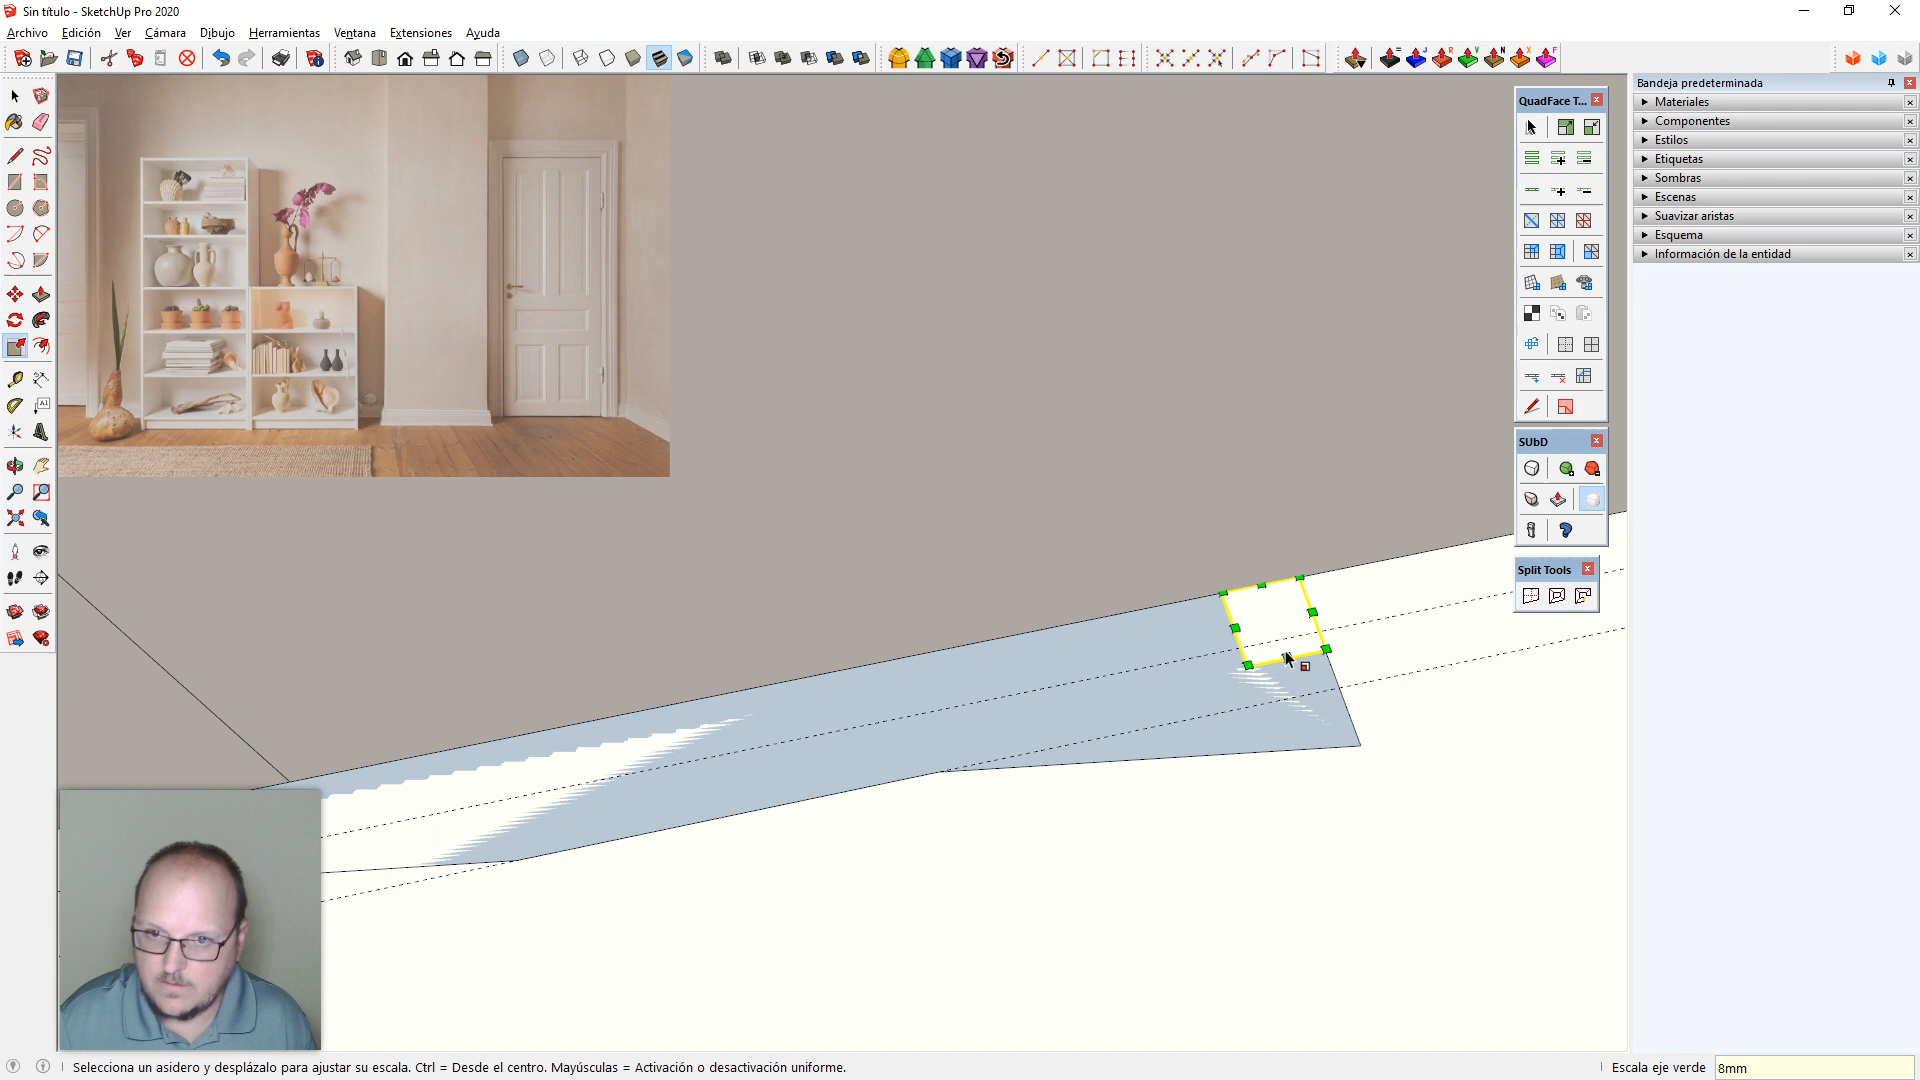 Sin título - SketchUp Pro 2020
Archivo Edición Ver Cámara Dibujo Herramientas Ventana Extensiones Ayuda
Bandeja predeterminada
Materiales
Componentes
Estilos
Etiquetas
Sombras
Escenas
Suavizar aristas
Esquema
Información de la entidad
QuadFace T...
SUbD
Split Tools
Selecciona un asidero y desplázalo para ajustar su escala. Ctrl = Desde el centro. Mayúsculas = Activación o desactivación uniforme.
Escala eje verde 8mm